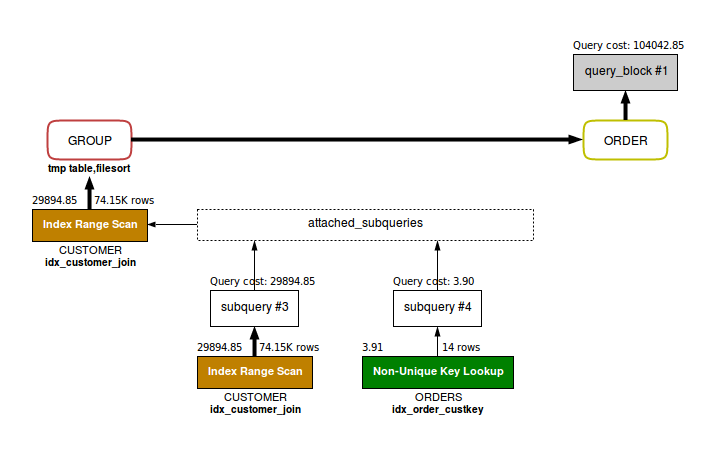 Query cost: 104042.85
query_block #1
GROUP
ORDER
tmp table,filesort
29894.85 74.15K rows
Index Range Scan
attached_subqueries
CUSTOMER
idx_customer_join
Query cost: 29894.85
Query cost: 3.90
subquery #3
subquery #4
29894.85 74.15K rows
3.91 14 rows
Index Range Scan
Non-Unique Key Lookup
CUSTOMER
idx_customer_join
ORDERS
idx_order_custkey